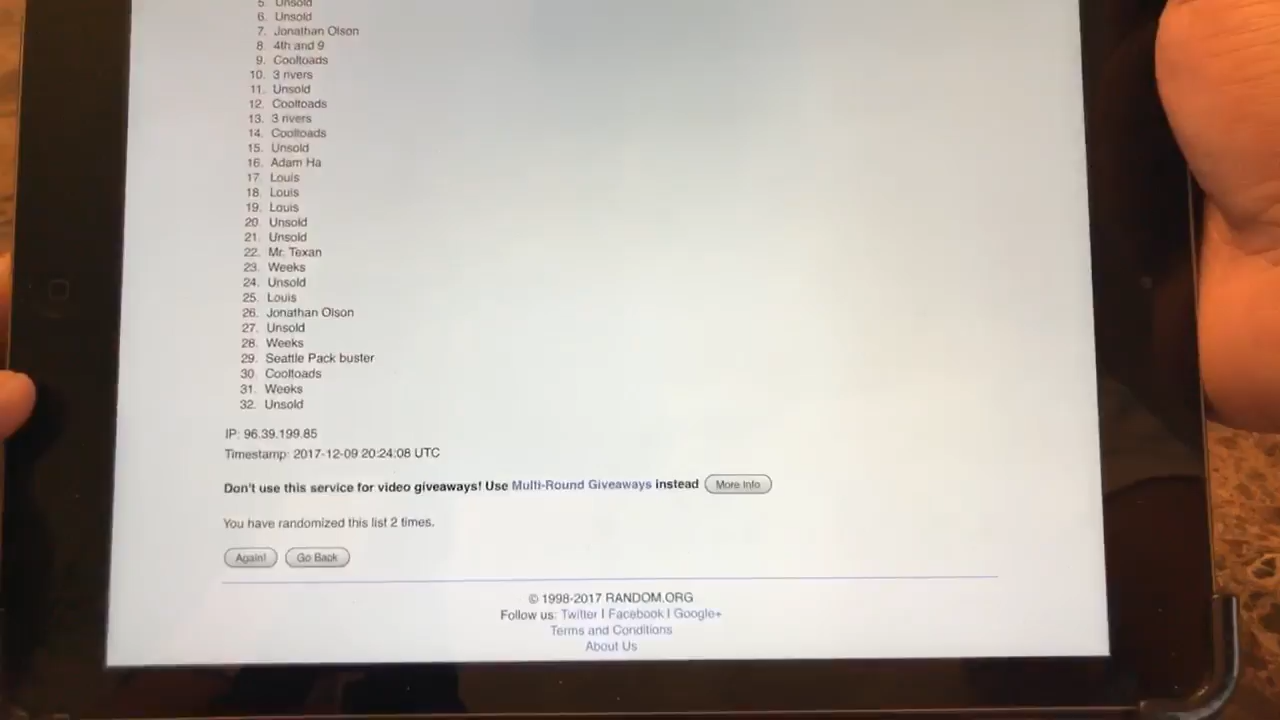 5. Unsold
6. Unsold
7. Jonathan Olson
8. 4th and 9
9. Cooltoads
10. 3 rivers
11. Unsold
12. Cooltoads
13. 3 rivers
14. Cooltoads
15. Unsold
16. Adam Ha
17. Louis
18. Louis
19. Louis
20. Unsold
21. Unsold
22. Mr. Texan
23. Weeks
24. Unsold
25. Louis
26. Jonathan Olson
27. Unsold
28. Weeks
29. Seattle Pack buster
30. Cooltoads
31. Weeks
32. Unsold
IP: 96.39.199.85
Timestamp: 2017-12-09 20:24:08 UTC
Don't use this service for video giveaways! Use Multi-Round Giveaways instead More Info
You have randomized this list 2 times.
Again! Go Back
© 1998-2017 RANDOM.ORG
Follow us: Twitter | Facebook | Google+
Terms and Conditions
About Us